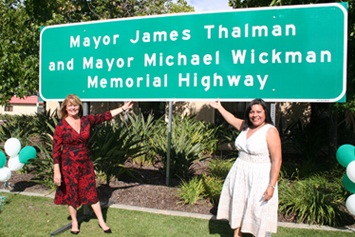 Mayor James Thalman
and Mayor Michael Wickman
Memorial Highway